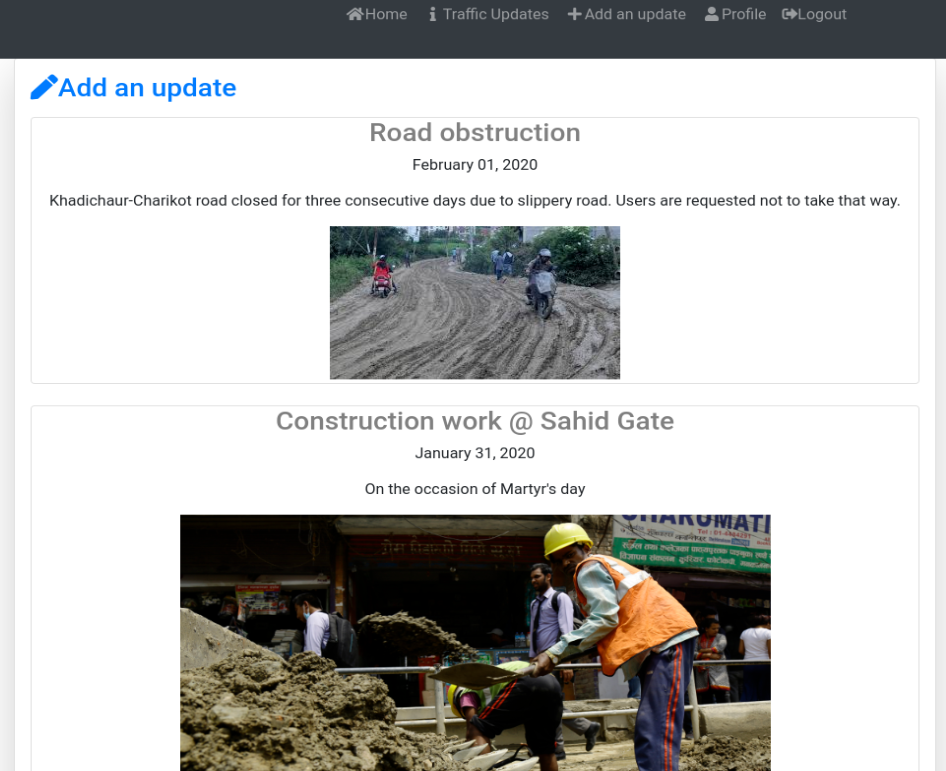 Home Traffic Updates Add an update Profile Logout
Add an update
Road obstruction
February 01, 2020
Khadichaur-Charikot road closed for three consecutive days due to slippery road. Users are requested not to take that way.
Construction work @ Sahid Gate
January 31, 2020
On the occasion of Martyr's day